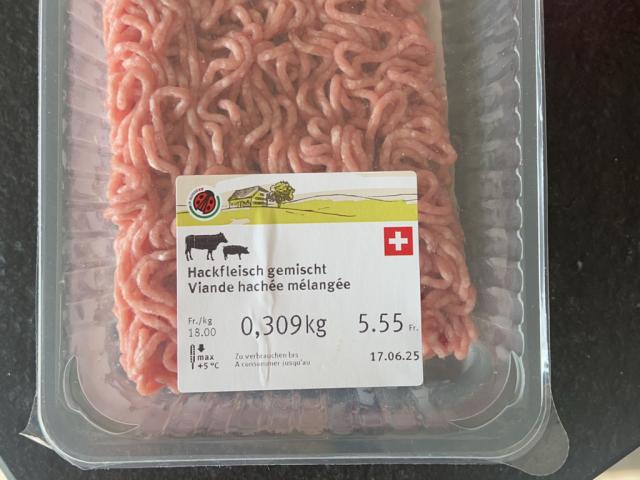 Hackfleisch gemischt
Viande hachée mélangée
Fr./kg
18.00
0,309kg
5.55 Fr.
max
+5°C
Zu verbrauchen bis
A consommer jusqu'au
17.06.25